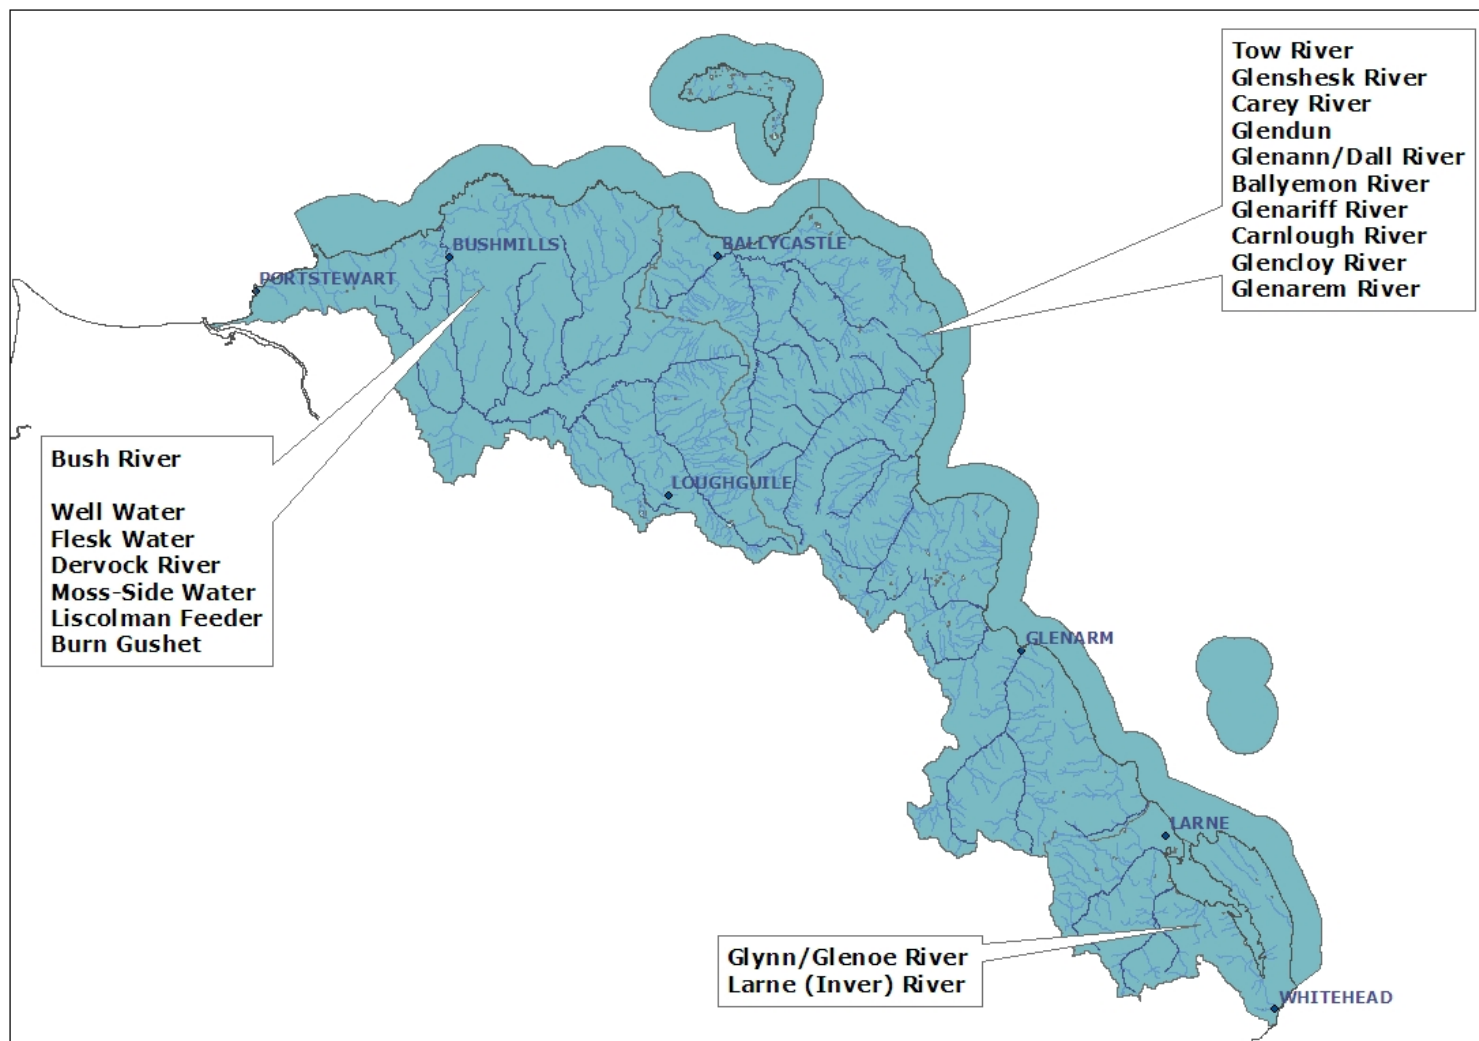 Tow River
Glenshesk River
Carey River
Glendun
Glenann/Dall River
Ballyemon River
Glenariff River
Carnlough River
Glencloy River
Glenarem River
BUSHMILLS
BALLYCASTLE
PORTSTEWART
Bush River
Well Water
Flesk Water
Dervock River
Moss-Side Water
Liscolman Feeder
Burn Gushet
LOUGHGUILE
GLENARM
LARNE
Glynn/Glenoe River
Larne (Inver) River
WHITEHEAD